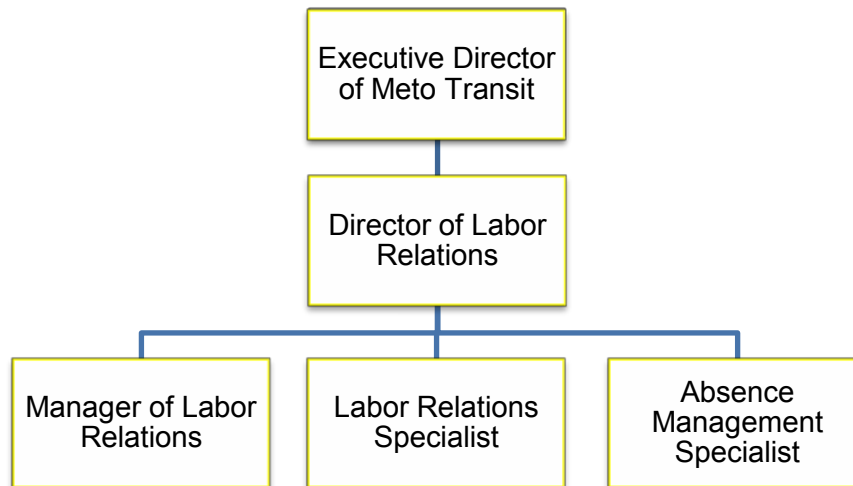 Executive Director
of Meto Transit
Director of Labor
Relations
Manager of Labor
Relations
Labor Relations
Specialist
Absence
Management
Specialist